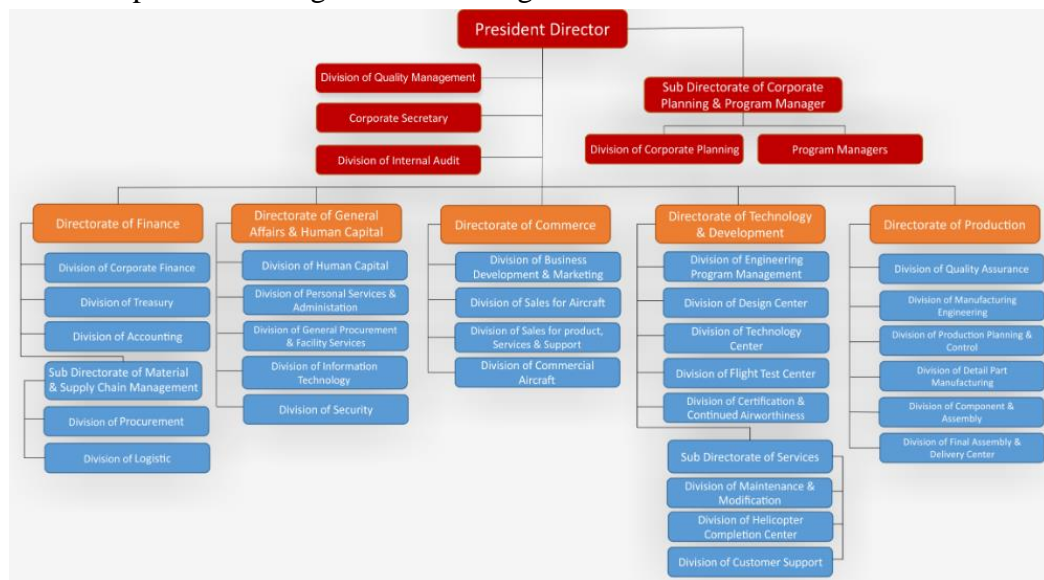 President Director
Division of Quality Management
Corporate Secretary
Division of Internal Audit
Sub Directorate of Corporate
Planning & Program Manager
Division of Corporate Planning
Program Managers
Directorate of Finance
Division of Corporate Finance
Division of Treasury
Division of Accounting
Sub Directorate of Material
& Supply Chain Management
Division of Procurement
Division of Logistic
Directorate of General
Affairs & Human Capital
Division of Human Capital
Division of Personal Services &
Administation
Division of General Procurement
& Facility Services
Division of Information
Technology
Division of Security
Directorate of Commerce
Division of Business
Development & Marketing
Division of Sales for Aircraft
Division of Sales for product,
Services & Support
Division of Commercial
Aircraft
Directorate of Technology
& Development
Division of Engineering
Program Management
Division of Design Center
Division of Technology
Center
Division of Flight Test Center
Division of Certification &
Continued Airworthiness
Sub Directorate of Services
Division of Maintenance &
Modification
Division of Helicopter
Completion Center
Division of Customer Support
Directorate of Production
Division of Quality Assurance
Division of Manufacturing
Engineering
Division of Production Planning &
Control
Division of Detail Part
Manufacturing
Division of Component &
Assembly
Division of Final Assembly &
Delivery Center